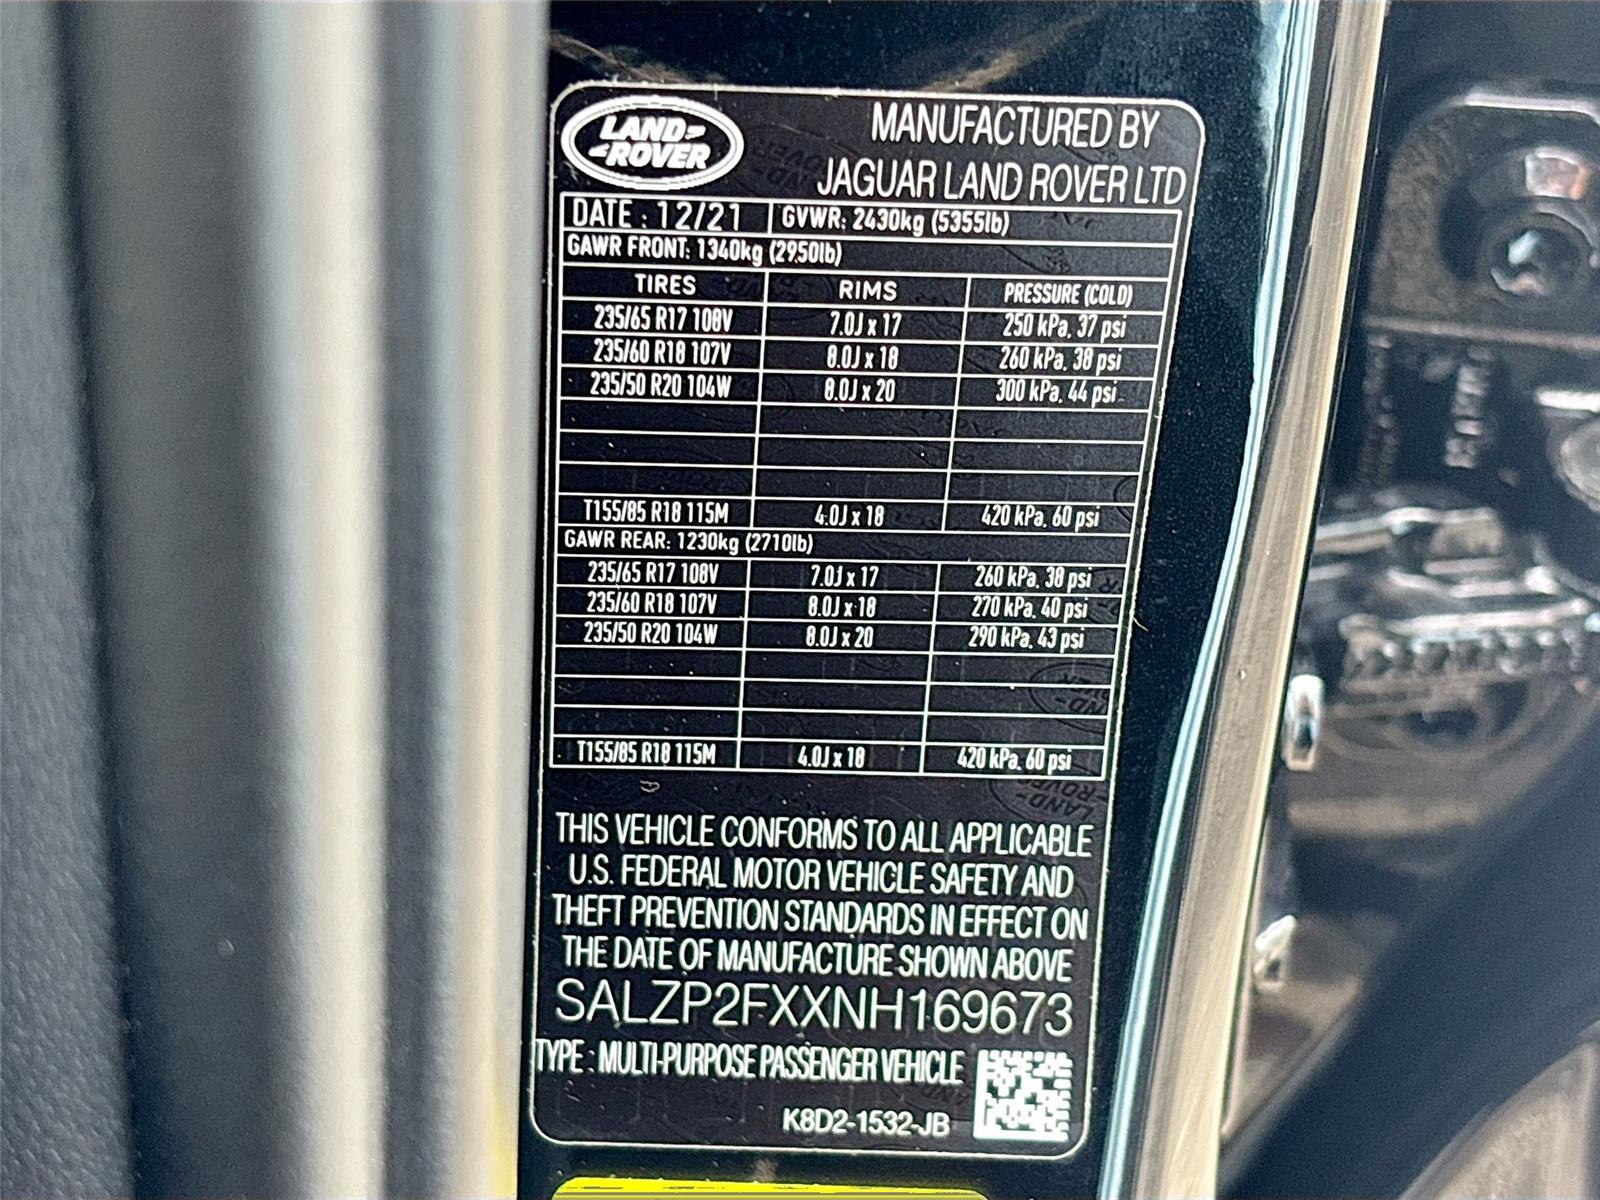 LAND-
-ROVER
MANUFACTURED BY
JAGUAR LAND ROVER LTD
DATE : 12/21 GVWR: 2430kg (5355lb)
GAWR FRONT: 1340kg (2950lb)
TIRES RIMS PRESSURE (COLD)
235/65 R17 108V 7.0J x 17 250 kPa, 37 psi
235/60 R18 107V 8.0J x 18 260 kPa, 38 psi
235/50 R20 104W 8.0J x 20 300 kPa, 44 psi
T155/85 R18 115M 4.0J x 18 420 kPa, 60 psi
GAWR REAR: 1230kg (2710lb)
235/65 R17 108V 7.0J x 17 260 kPa, 38 psi
235/60 R18 107V 8.0J x 18 270 kPa, 40 psi
235/50 R20 104W 8.0J x 20 290 kPa, 43 psi
T155/85 R18 115M 4.0J x 18 420 kPa, 60 psi
THIS VEHICLE CONFORMS TO ALL APPLICABLE
U.S. FEDERAL MOTOR VEHICLE SAFETY AND
THEFT PREVENTION STANDARDS IN EFFECT ON
THE DATE OF MANUFACTURE SHOWN ABOVE
SALZP2FXXNH169673
TYPE : MULTI-PURPOSE PASSENGER VEHICLE
K8D2-1532-JB